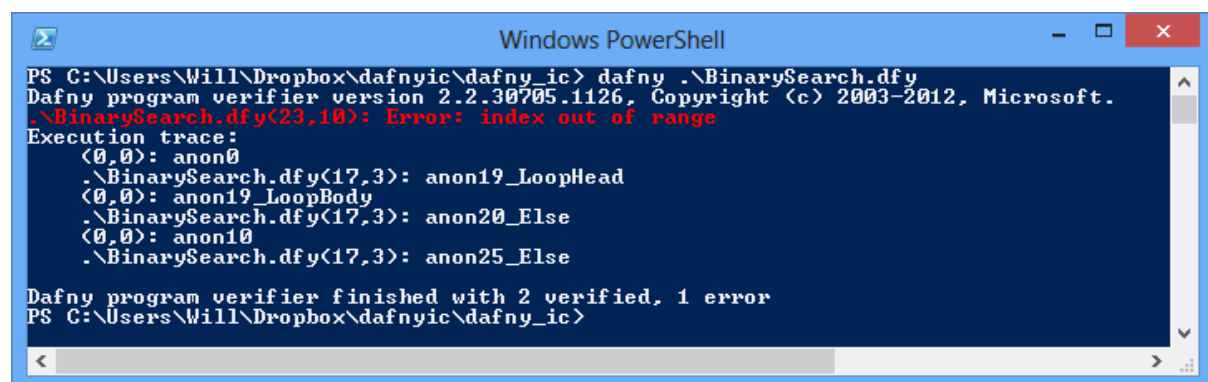 Windows PowerShell
PS C:\Users\Will\Dropbox\dafnyic\dafny_ic> dafny .\BinarySearch.dfy
Dafny program verifier version 2.2.30705.1126, Copyright (c) 2003-2012, Microsoft.
.\BinarySearch.dfy(23,10): Error: index out of range
Execution trace:
    (0,0): anon0
    .\BinarySearch.dfy(17,3): anon19_LoopHead
    (0,0): anon19_LoopBody
    .\BinarySearch.dfy(17,3): anon20_Else
    (0,0): anon10
    .\BinarySearch.dfy(17,3): anon25_Else
Dafny program verifier finished with 2 verified, 1 error
PS C:\Users\Will\Dropbox\dafnyic\dafny_ic>